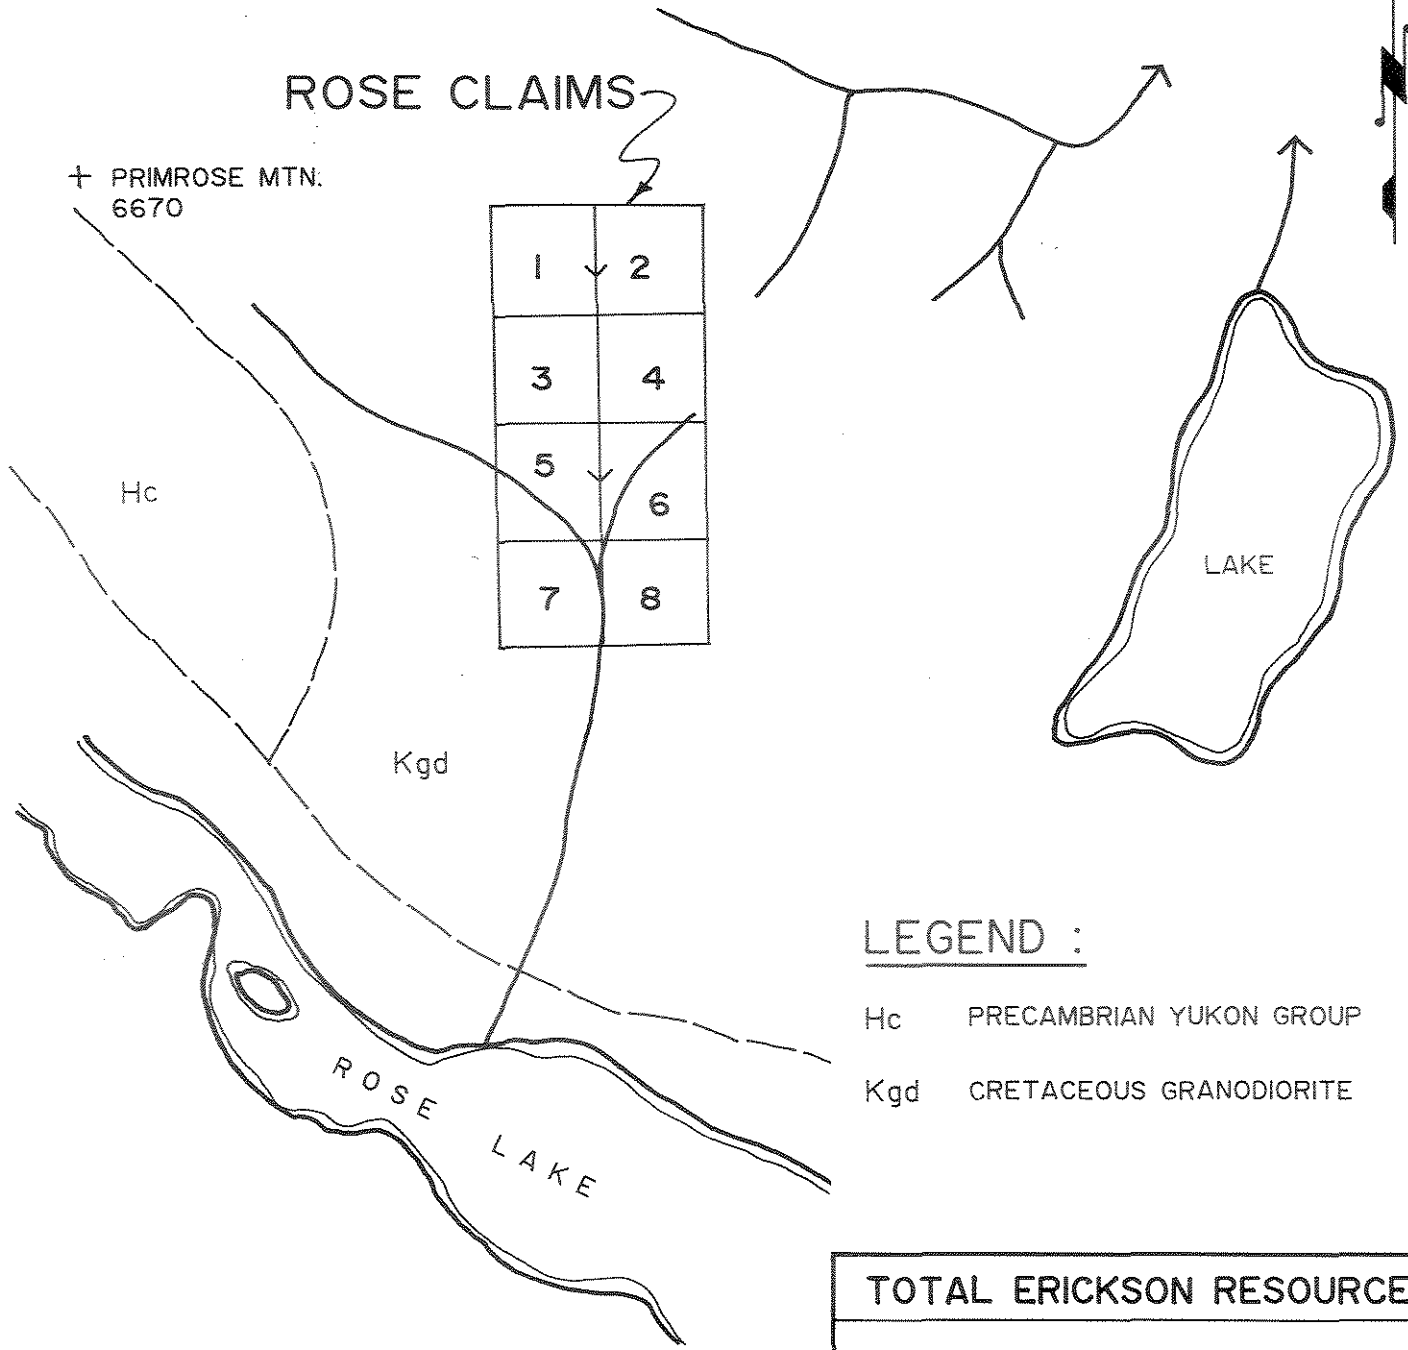 ROSE CLAIMS
+ PRIMROSE MTN.
6670
N
1 2
3 4
5
6
7 8
Hc
LAKE
Kgd
LEGEND :
Hc PRECAMBRIAN YUKON GROUP
Kgd CRETACEOUS GRANODIORITE
ROSE LAKE
TOTAL ERICKSON RESOURCE